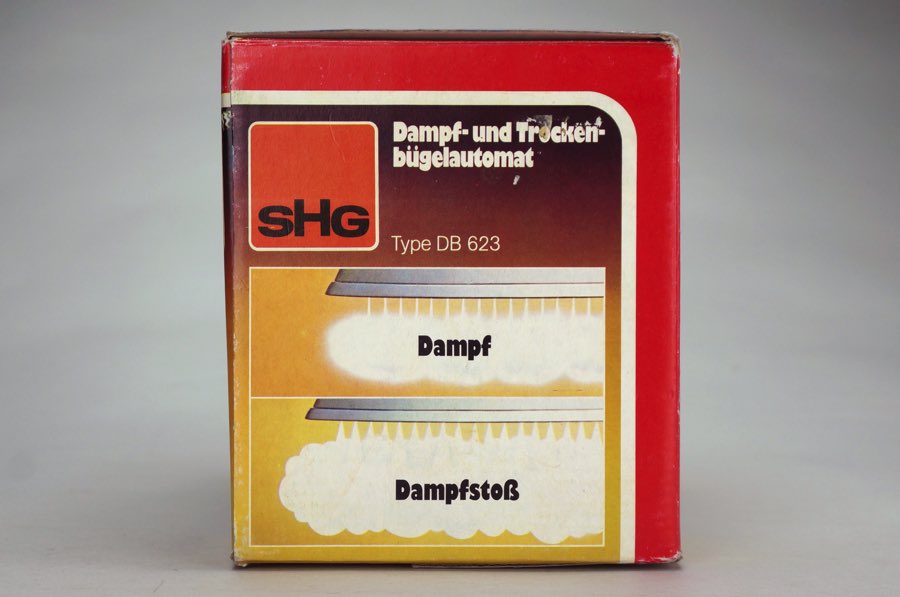 SHG
Dampf- und Trocken-
bügelautomat
Type DB 623
Dampf
Dampfstoß